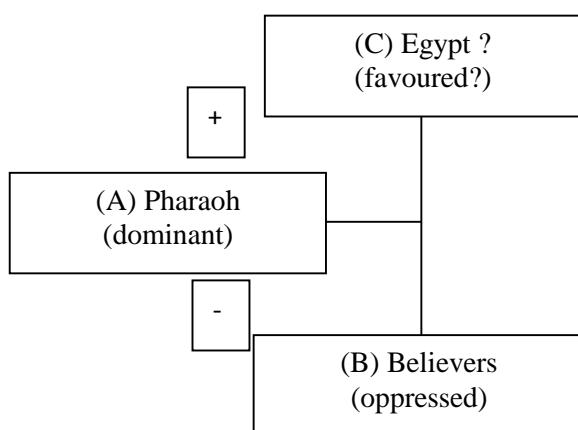 (C) Egypt ?
(favoured?)
+
(A) Pharaoh
(dominant)
-
(B) Believers
(oppressed)